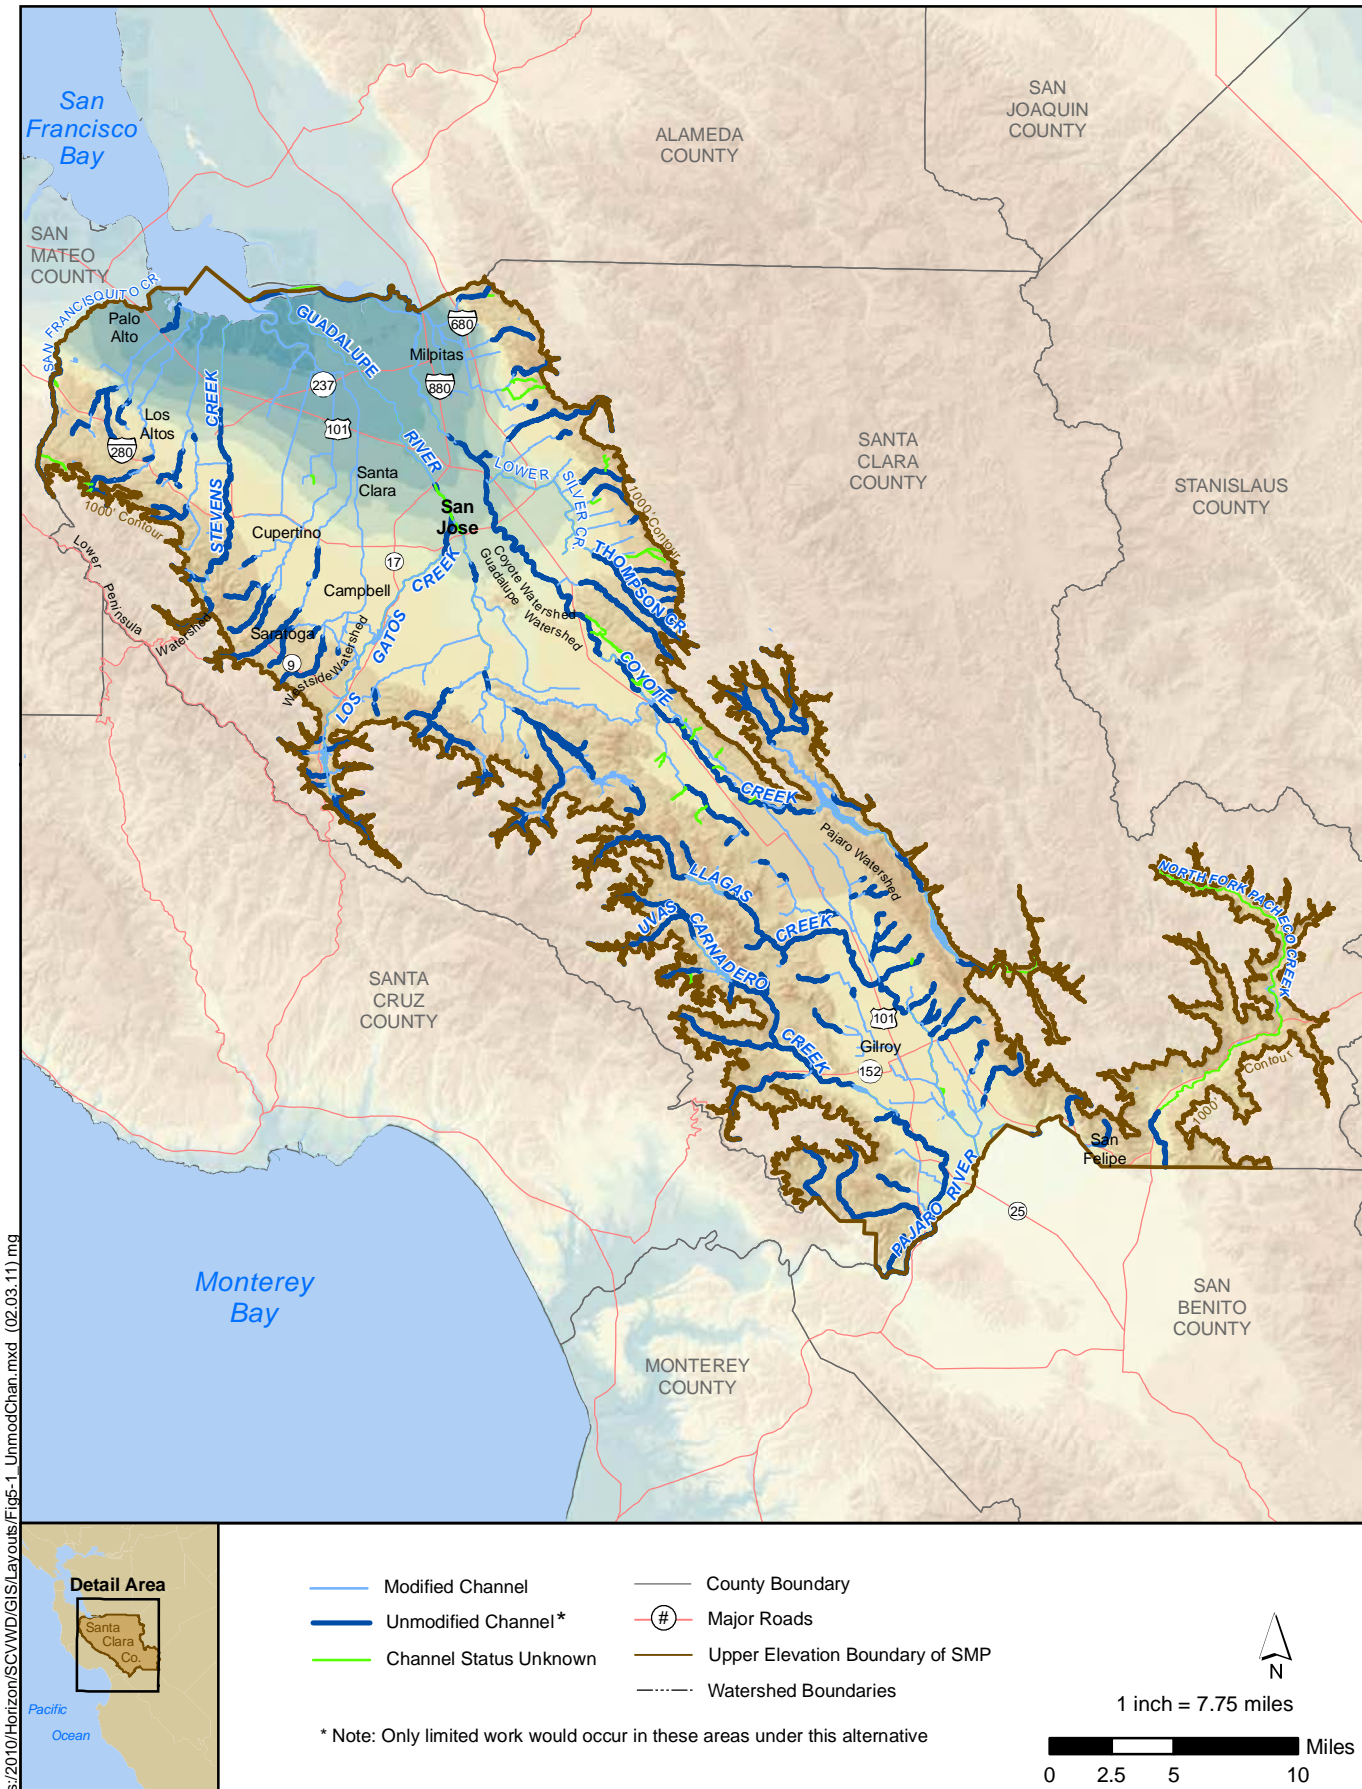 San
Francisco
Bay
SAN
JOAQUIN
COUNTY
ALAMEDA
COUNTY
SAN
MATEO
COUNTY
SAN FRANCISQUITO CR
Palo
Alto
GUADALUPE
RIVER
680
Milpitas
237
880
STEVENS
CREEK
Los
Altos
101
280
Santa
Clara
LOWER
SILVER CR.
SANTA
CLARA
COUNTY
STANISLAUS
COUNTY
1000' Contour
1000' Contour
San
Jose
Cupertino
THOMPSON CR
17
Lower
Peninsula
Watershed
Coyote Watershed
Guadalupe
Watershed
Campbell
LOS
GATOS
CREEK
Saratoga
9
Westside Watershed
COYOTE
CREEK
Pajaro Watershed
LLAGAS
CREEK
NORTH FORK PACHECO CREEK
UVAS
CARNADERO
CREEK
SANTA
CRUZ
COUNTY
101
Gilroy
152
1000'
Contour
San
Felipe
PAJARO RIVER
25
Monterey
Bay
SAN
BENITO
COUNTY
MONTEREY
COUNTY
s:/2010/Horizon/SCVWD/GIS/Layouts/Fig5-1_UnmodChan.mxd (02.03.11) mg
Detail Area
Santa
Clara
Co.
Pacific
Ocean
Modified Channel
Unmodified Channel*
Channel Status Unknown
County Boundary
# Major Roads
Upper Elevation Boundary of SMP
Watershed Boundaries
* Note: Only limited work would occur in these areas under this alternative
N
1 inch = 7.75 miles
Miles
0 2.5 5 10